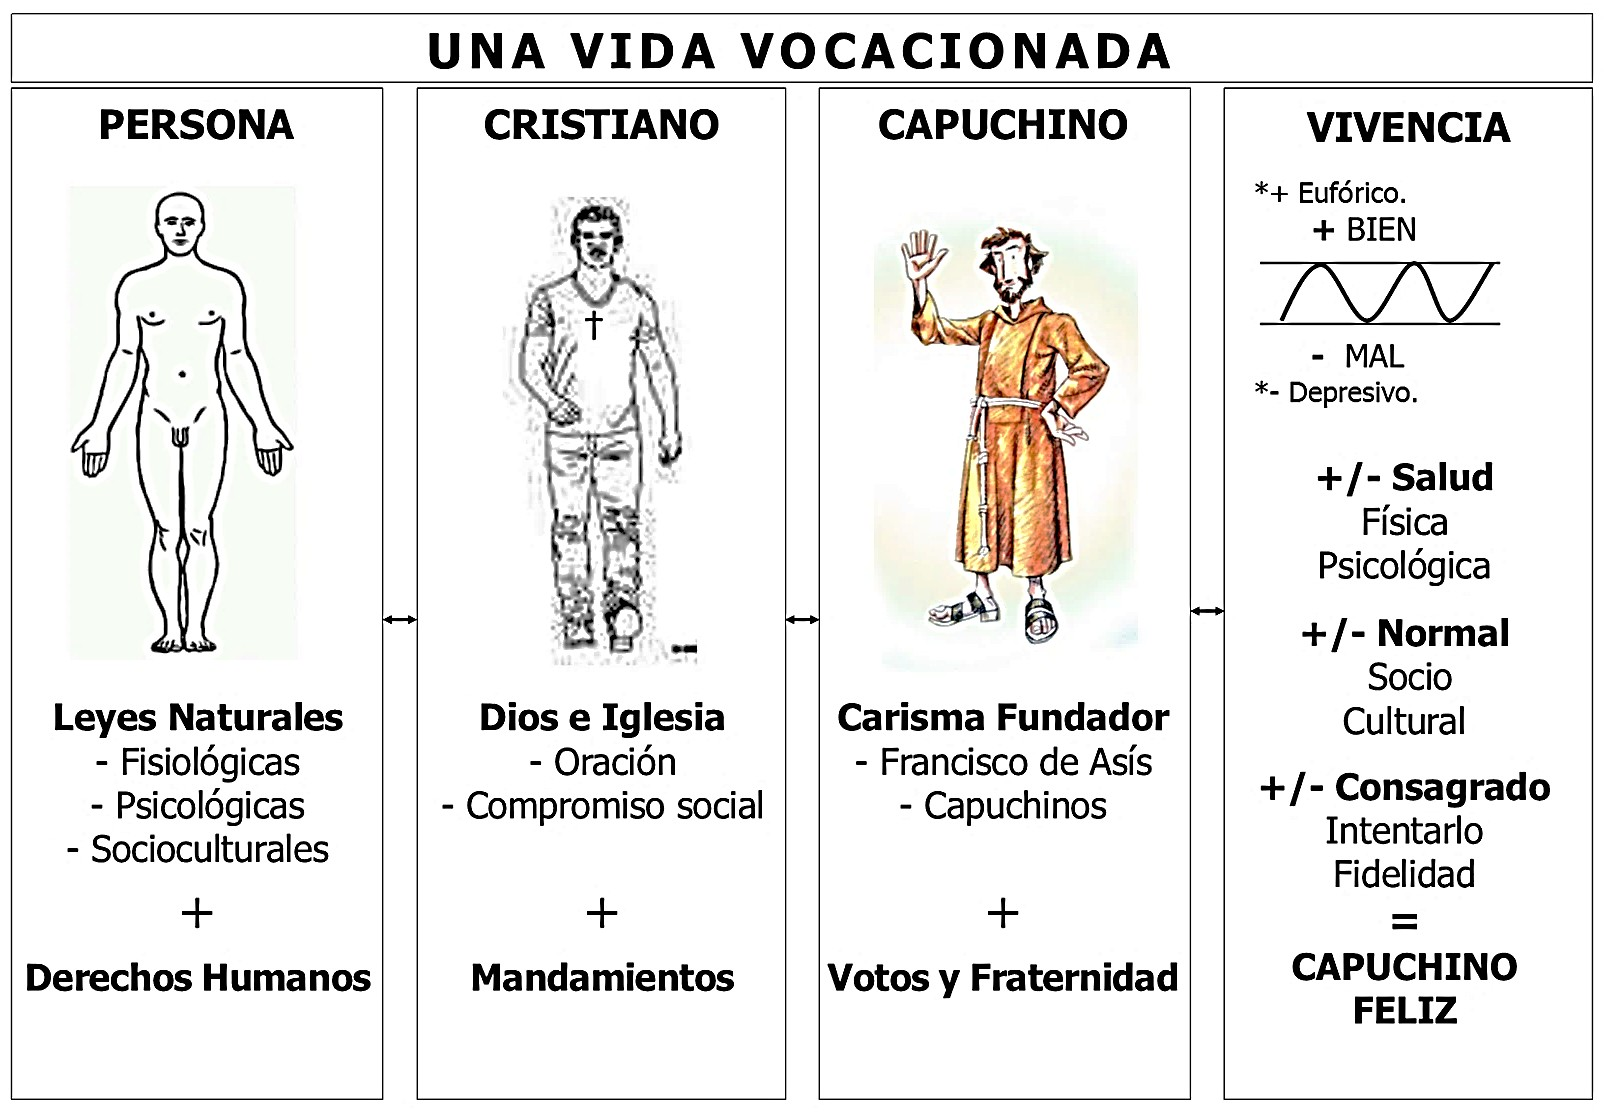 UNA VIDA VOCACIONADA
PERSONA
Leyes Naturales
- Fisiológicas
- Psicológicas
- Socioculturales
+
Derechos Humanos
CRISTIANO
Dios e Iglesia
- Oración
- Compromiso social
+
Mandamientos
CAPUCHINO
Carisma Fundador
- Francisco de Asís
- Capuchinos
+
Votos y Fraternidad
VIVENCIA
*+ Eufórico.
+ BIEN
- MAL
*- Depresivo.
+/- Salud
Física
Psicológica
+/- Normal
Socio
Cultural
+/- Consagrado
Intentarlo
Fidelidad
=
CAPUCHINO
FELIZ